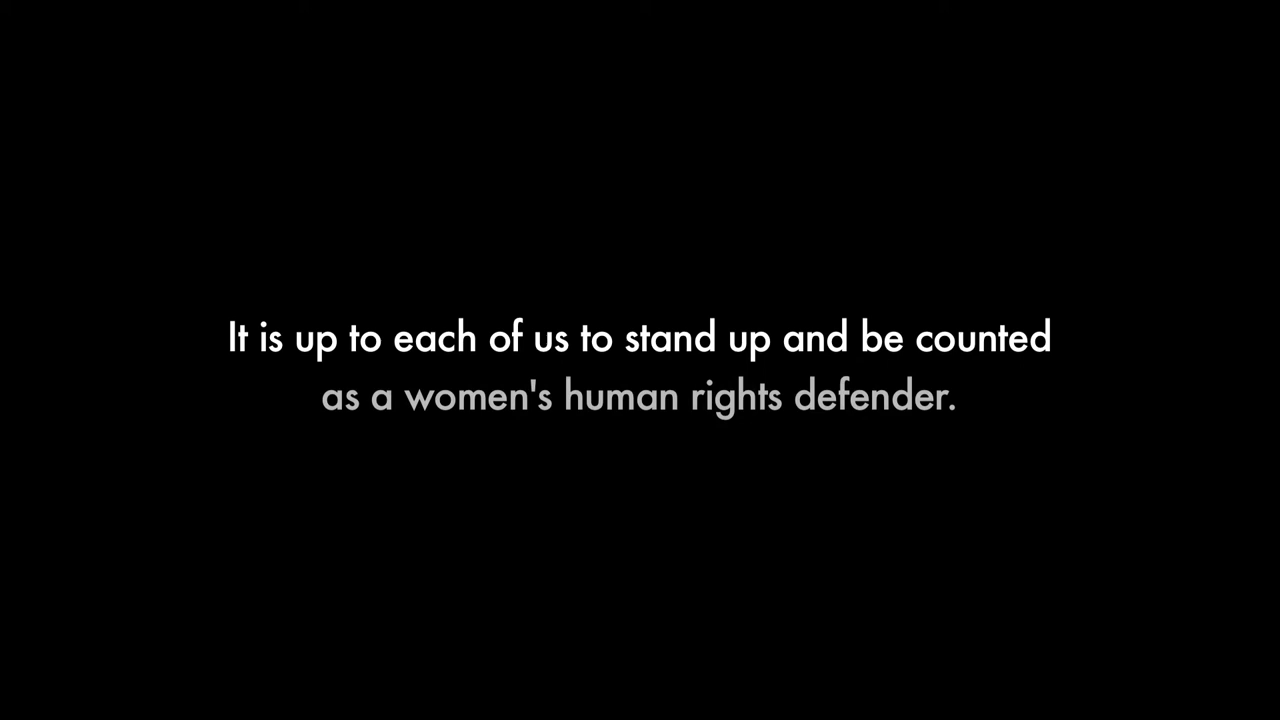 It is up to each of us to stand up and be counted
as a women's human rights defender.